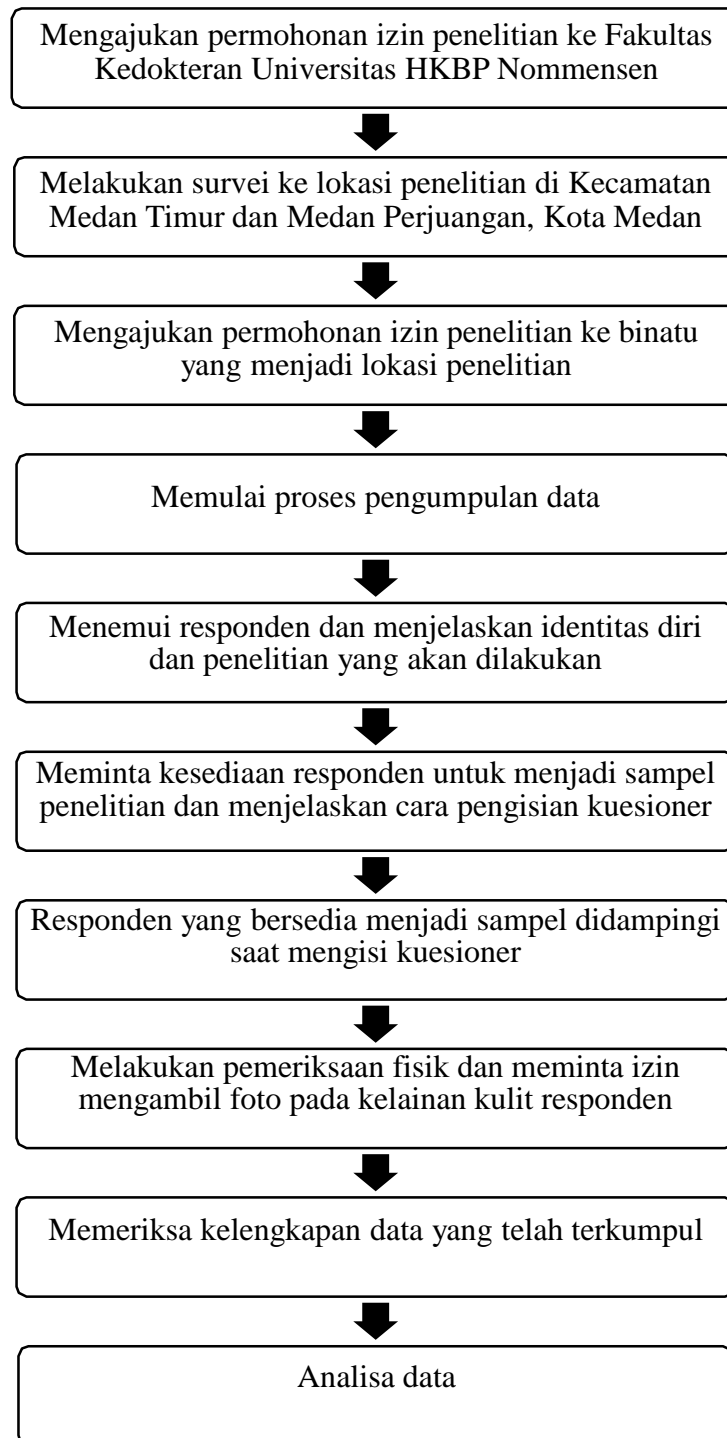 Mengajukan permohonan izin penelitian ke Fakultas
Kedokteran Universitas HKBP Nommensen
Melakukan survei ke lokasi penelitian di Kecamatan
Medan Timur dan Medan Perjuangan, Kota Medan
Mengajukan permohonan izin penelitian ke binatu
yang menjadi lokasi penelitian
Memulai proses pengumpulan data
Menemui responden dan menjelaskan identitas diri
dan penelitian yang akan dilakukan
Meminta kesediaan responden untuk menjadi sampel
penelitian dan menjelaskan cara pengisian kuesioner
Responden yang bersedia menjadi sampel didampingi
saat mengisi kuesioner
Melakukan pemeriksaan fisik dan meminta izin
mengambil foto pada kelainan kulit responden
Memeriksa kelengkapan data yang telah terkumpul
Analisa data